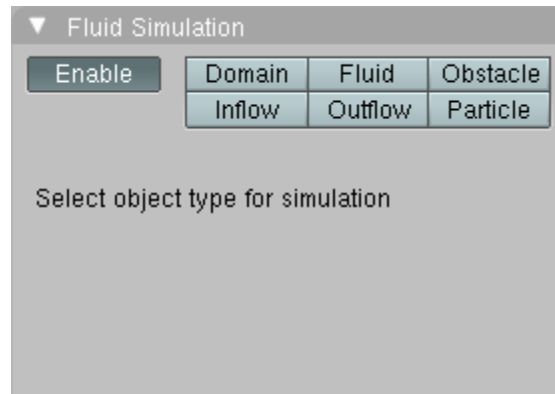 Fluid Simulation
Enable Domain Fluid Obstacle
Inflow Outflow Particle
Select object type for simulation